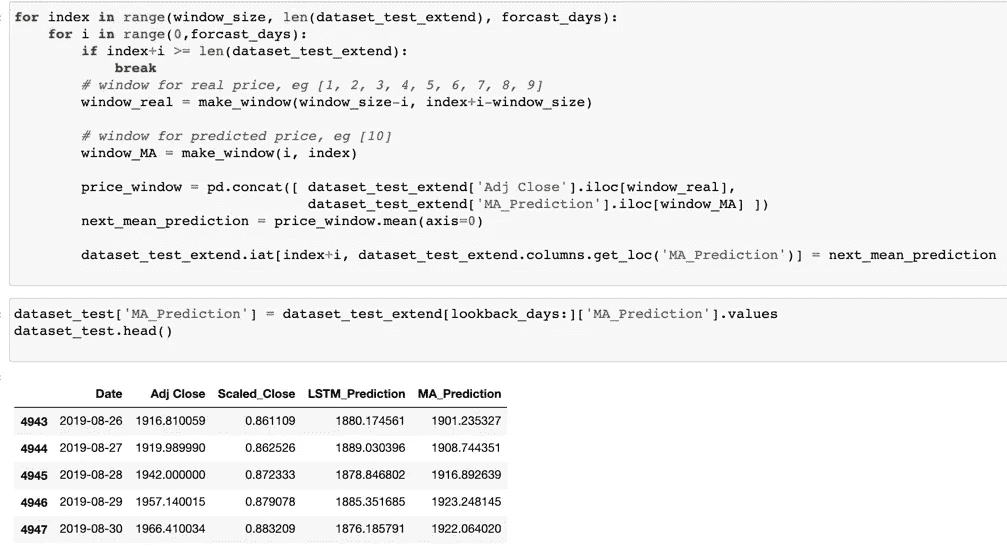 for index in range(window_size, len(dataset_test_extend), forcast_days):
    for i in range(0,forcast_days):
        if index+i >= len(dataset_test_extend):
            break
        # window for real price, eg [1, 2, 3, 4, 5, 6, 7, 8, 9]
        window_real = make_window(window_size-i, index+i-window_size)
        # window for predicted price, eg [10]
        window_MA = make_window(i, index)
        price_window = pd.concat([ dataset_test_extend['Adj Close'].iloc[window_real],
                                   dataset_test_extend['MA_Prediction'].iloc[window_MA] ])
        next_mean_prediction = price_window.mean(axis=0)
        dataset_test_extend.iat[index+i, dataset_test_extend.columns.get_loc('MA_Prediction')] = next_mean_prediction
dataset_test['MA_Prediction'] = dataset_test_extend[lookback_days:]['MA_Prediction'].values
dataset_test.head()
Date Adj Close Scaled_Close LSTM_Prediction MA_Prediction
4943 2019-08-26 1916.810059 0.861109 1880.174561 1901.235327
4944 2019-08-27 1919.989990 0.862526 1889.030396 1908.744351
4945 2019-08-28 1942.000000 0.872333 1878.846802 1916.892639
4946 2019-08-29 1957.140015 0.879078 1885.351685 1923.248145
4947 2019-08-30 1966.410034 0.883209 1876.185791 1922.064020